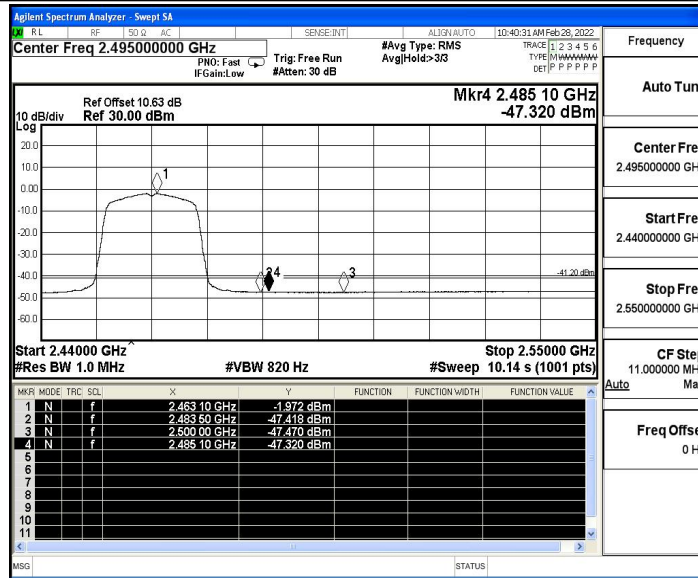 Agilent Spectrum Analyzer - Swept SA
RL RF 50 Ω AC SENSE:INT ALIGN AUTO 10:40:31 AM Feb 28, 2022
Center Freq 2.495000000 GHz
PNO: Fast
IFGain:Low
Trig: Free Run
#Atten: 30 dB
#Avg Type: RMS
Avg|Hold:>3/3
TRACE 1 2 3 4 5 6
TYPE M
DET P P P P P P
Ref Offset 10.63 dB
10 dB/div Ref 30.00 dBm
Log
Mkr4 2.485 10 GHz
-47.320 dBm
20.0
10.0
0.00
-10.0
-20.0
-30.0
-40.0
-50.0
-60.0
1
2 4
3
-41.20 dBm
Start 2.44000 GHz
Stop 2.55000 GHz
#Res BW 1.0 MHz
#VBW 820 Hz
#Sweep 10.14 s (1001 pts)
MKR MODE TRC SCL X Y FUNCTION FUNCTION WIDTH FUNCTION VALUE
1 N f 2.463 10 GHz -1.972 dBm
2 N f 2.483 50 GHz -47.418 dBm
3 N f 2.500 00 GHz -47.470 dBm
4 N f 2.485 10 GHz -47.320 dBm
5
6
7
8
9
10
11
MSG
STATUS
Frequency
Auto Tun
Center Fre
2.495000000 GH
Start Fre
2.440000000 GH
Stop Fre
2.550000000 GH
CF Ste
11.000000 MH
Auto Ma
Freq Offse
0 H